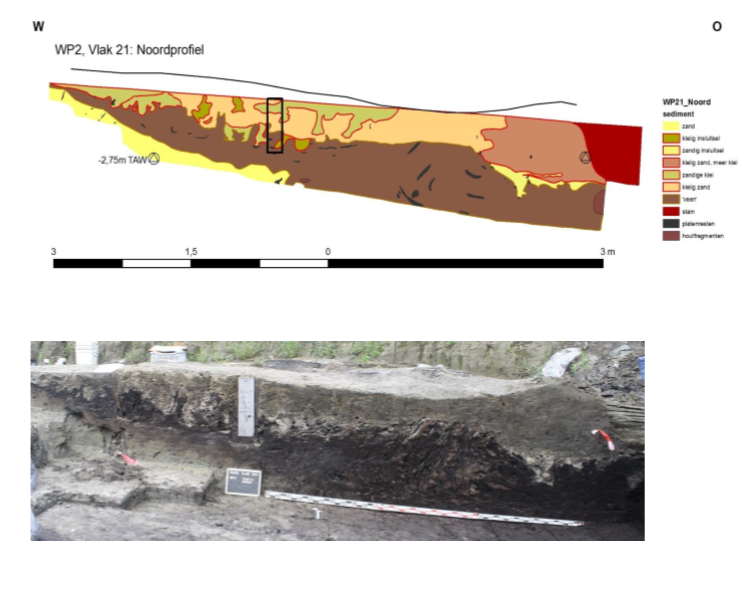 W
O
WP2, Vlak 21: Noordprofiel
WP21_Noord
sediment
zand
kleiig insluitsel
zandig insluitsel
kleiig zand, meer klei
zandige klei
kleiig zand
'veen'
stam
plantenresten
houtfragmenten
-2,75m TAW
3 1,5 0 3 m